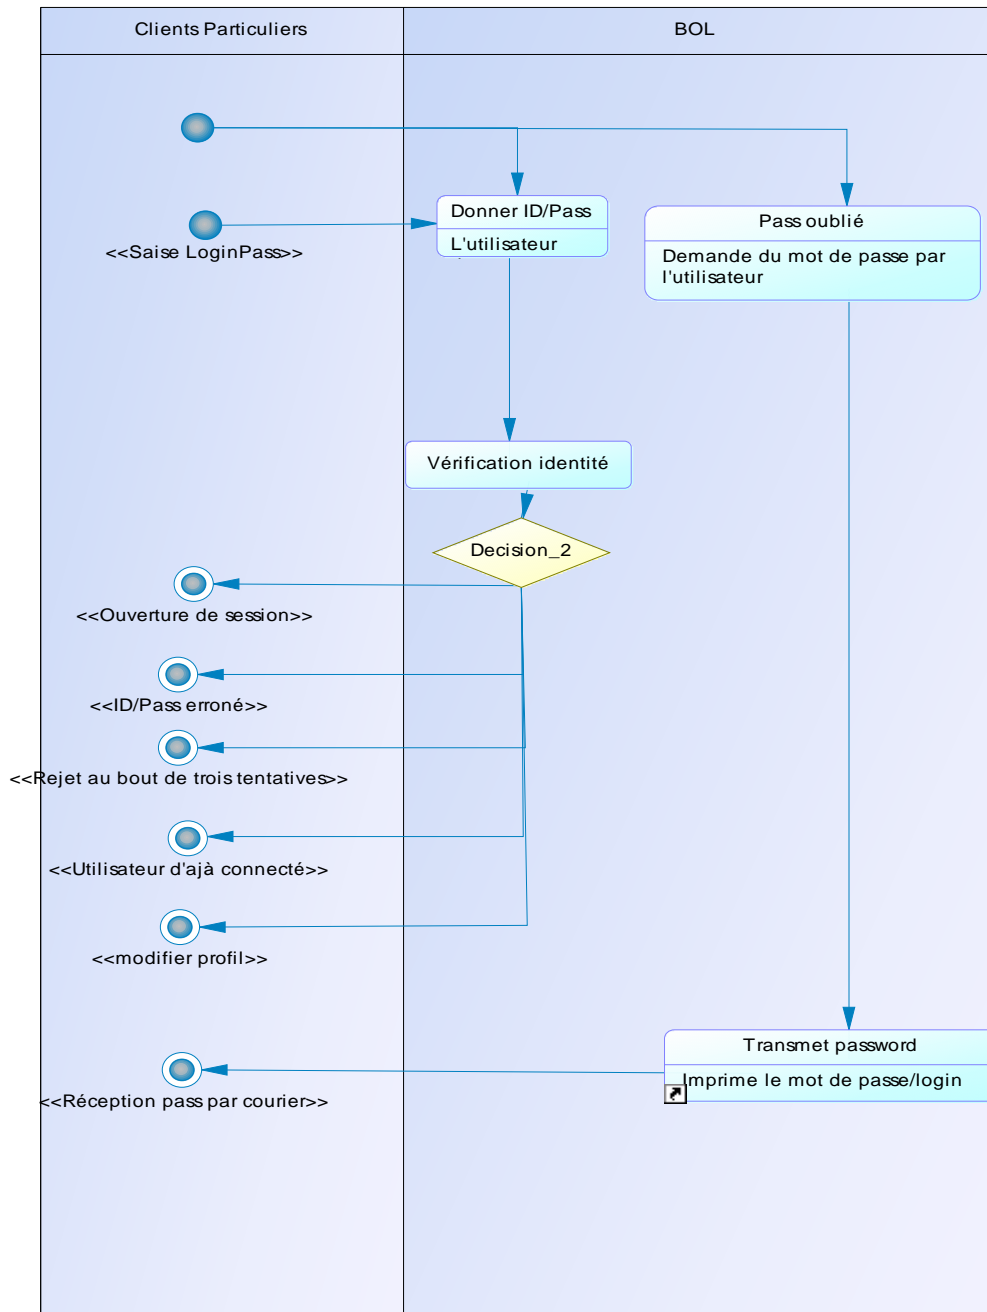 Clients Particuliers
BOL
Donner ID/Pass
L'utilisateur
<<Saise LoginPass>>
Pass oublié
Demande du mot de passe par
l'utilisateur
Vérification identité
Decision_2
<<Ouverture de session>>
<<ID/Pass erroné>>
<<Rejet au bout de trois tentatives>>
<<Utilisateur d'ajà connecté>>
<<modifier profil>>
Transmet password
Imprime le mot de passe/login
<<Réception pass par courier>>